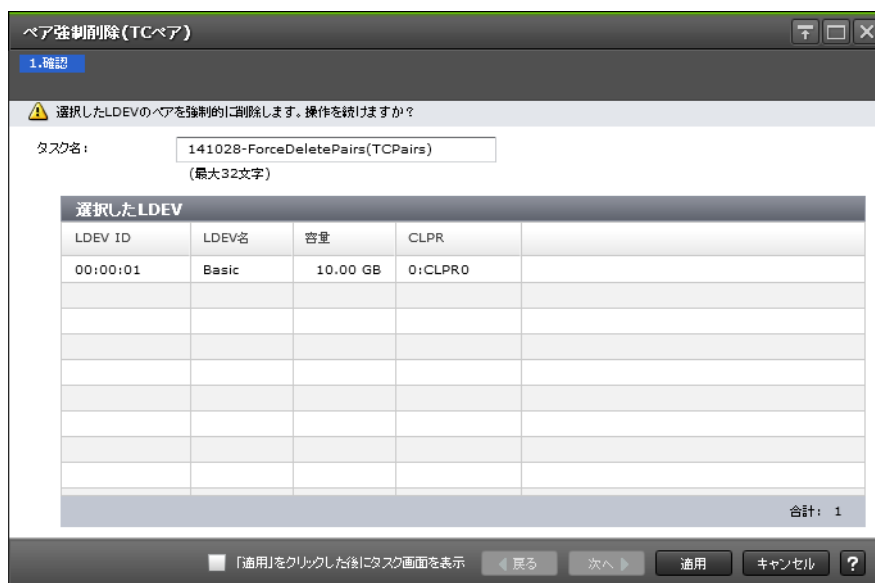 ペア強制削除(TCペア)
1.確認
選択したLDEVのペアを強制的に削除します。操作を続けますか？
タスク名: 141028-ForceDeletePairs(TCPairs)
(最大32文字)
選択したLDEV
LDEV ID LDEV名 容量 CLPR
00:00:01 Basic 10.00 GB 0:CLPR0
合計: 1
「適用」をクリックした後にタスク画面を表示 戻る 次へ 適用 キャンセル ?